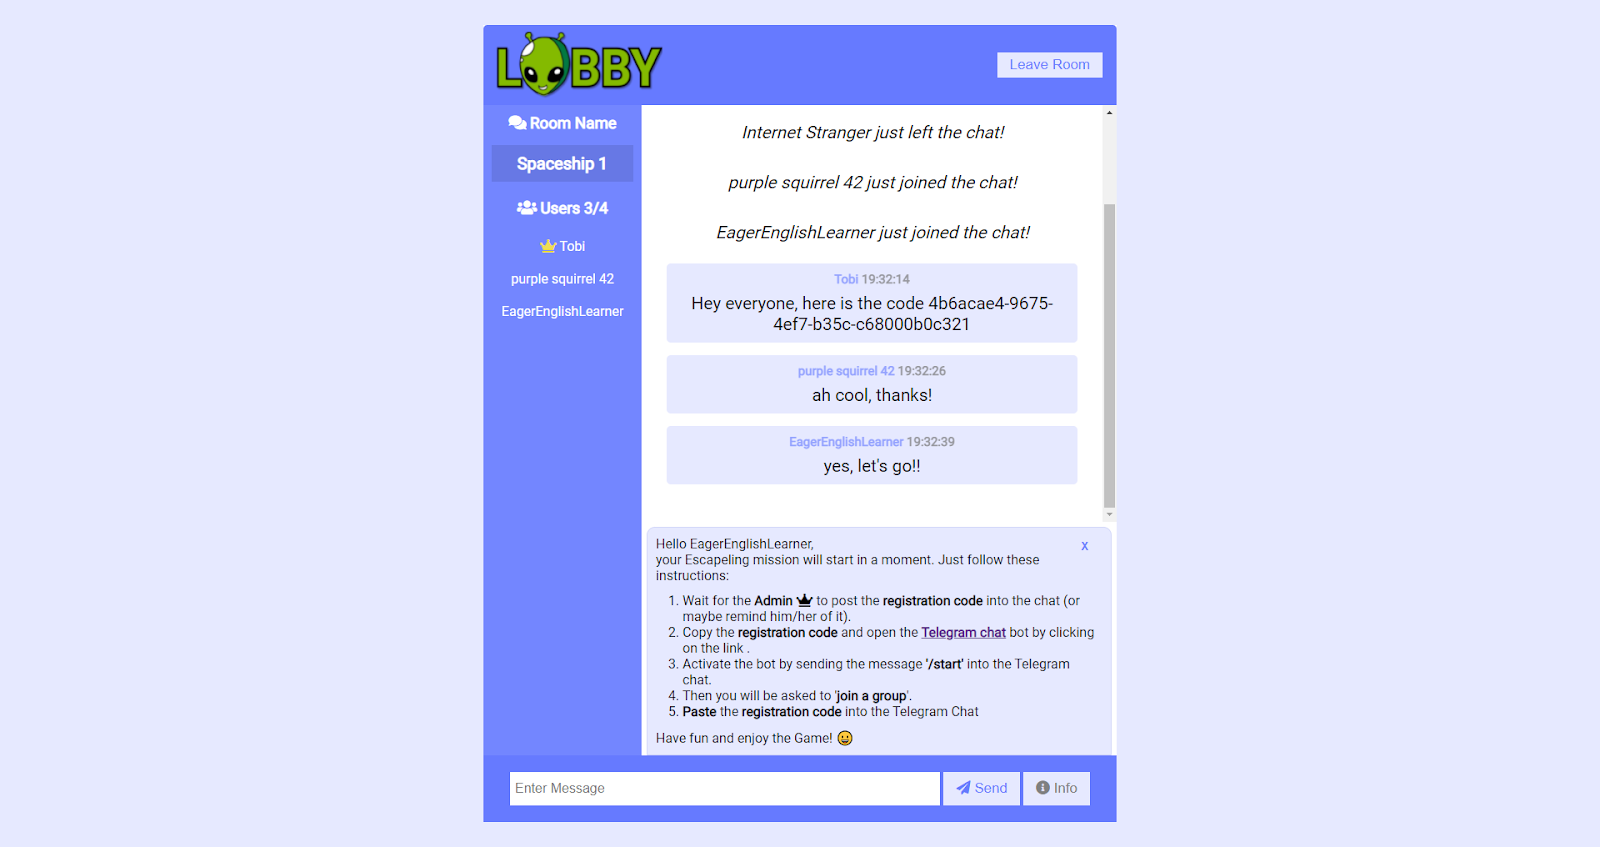 LOBBY
Leave Room
Room Name
Spaceship 1
Users 3/4
Tobi
purple squirrel 42
EagerEnglishLearner
Internet Stranger just left the chat!
purple squirrel 42 just joined the chat!
EagerEnglishLearner just joined the chat!
Tobi 19:32:14
Hey everyone, here is the code 4b6acae4-9675-
4ef7-b35c-c68000b0c321
purple squirrel 42 19:32:26
ah cool, thanks!
EagerEnglishLearner 19:32:39
yes, let's go!!
x
Hello EagerEnglishLearner,
your Escapeling mission will start in a moment. Just follow these
instructions:
1. Wait for the Admin to post the registration code into the chat (or
maybe remind him/her of it).
2. Copy the registration code and open the Telegram chat bot by clicking
on the link .
3. Activate the bot by sending the message '/start' into the Telegram
chat.
4. Then you will be asked to 'join a group'.
5. Paste the registration code into the Telegram Chat
Have fun and enjoy the Game! 😀
Enter Message
Send
Info